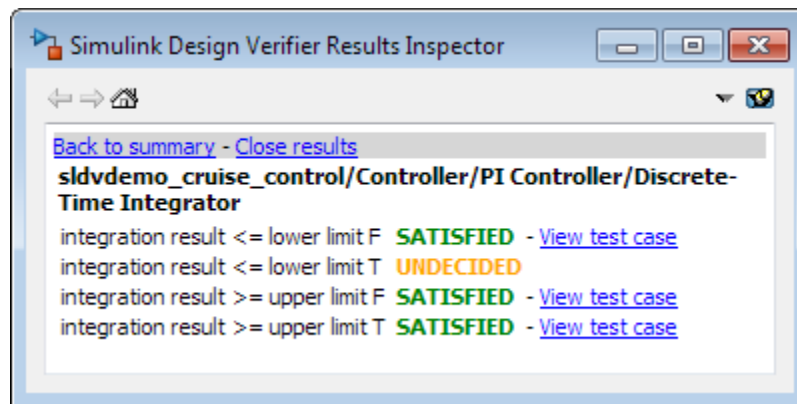 Simulink Design Verifier Results Inspector
Back to summary - Close results
sldvdemo_cruise_control/Controller/PI Controller/Discrete-
Time Integrator
integration result <= lower limit F SATISFIED - View test case
integration result <= lower limit T UNDECIDED
integration result >= upper limit F SATISFIED - View test case
integration result >= upper limit T SATISFIED - View test case